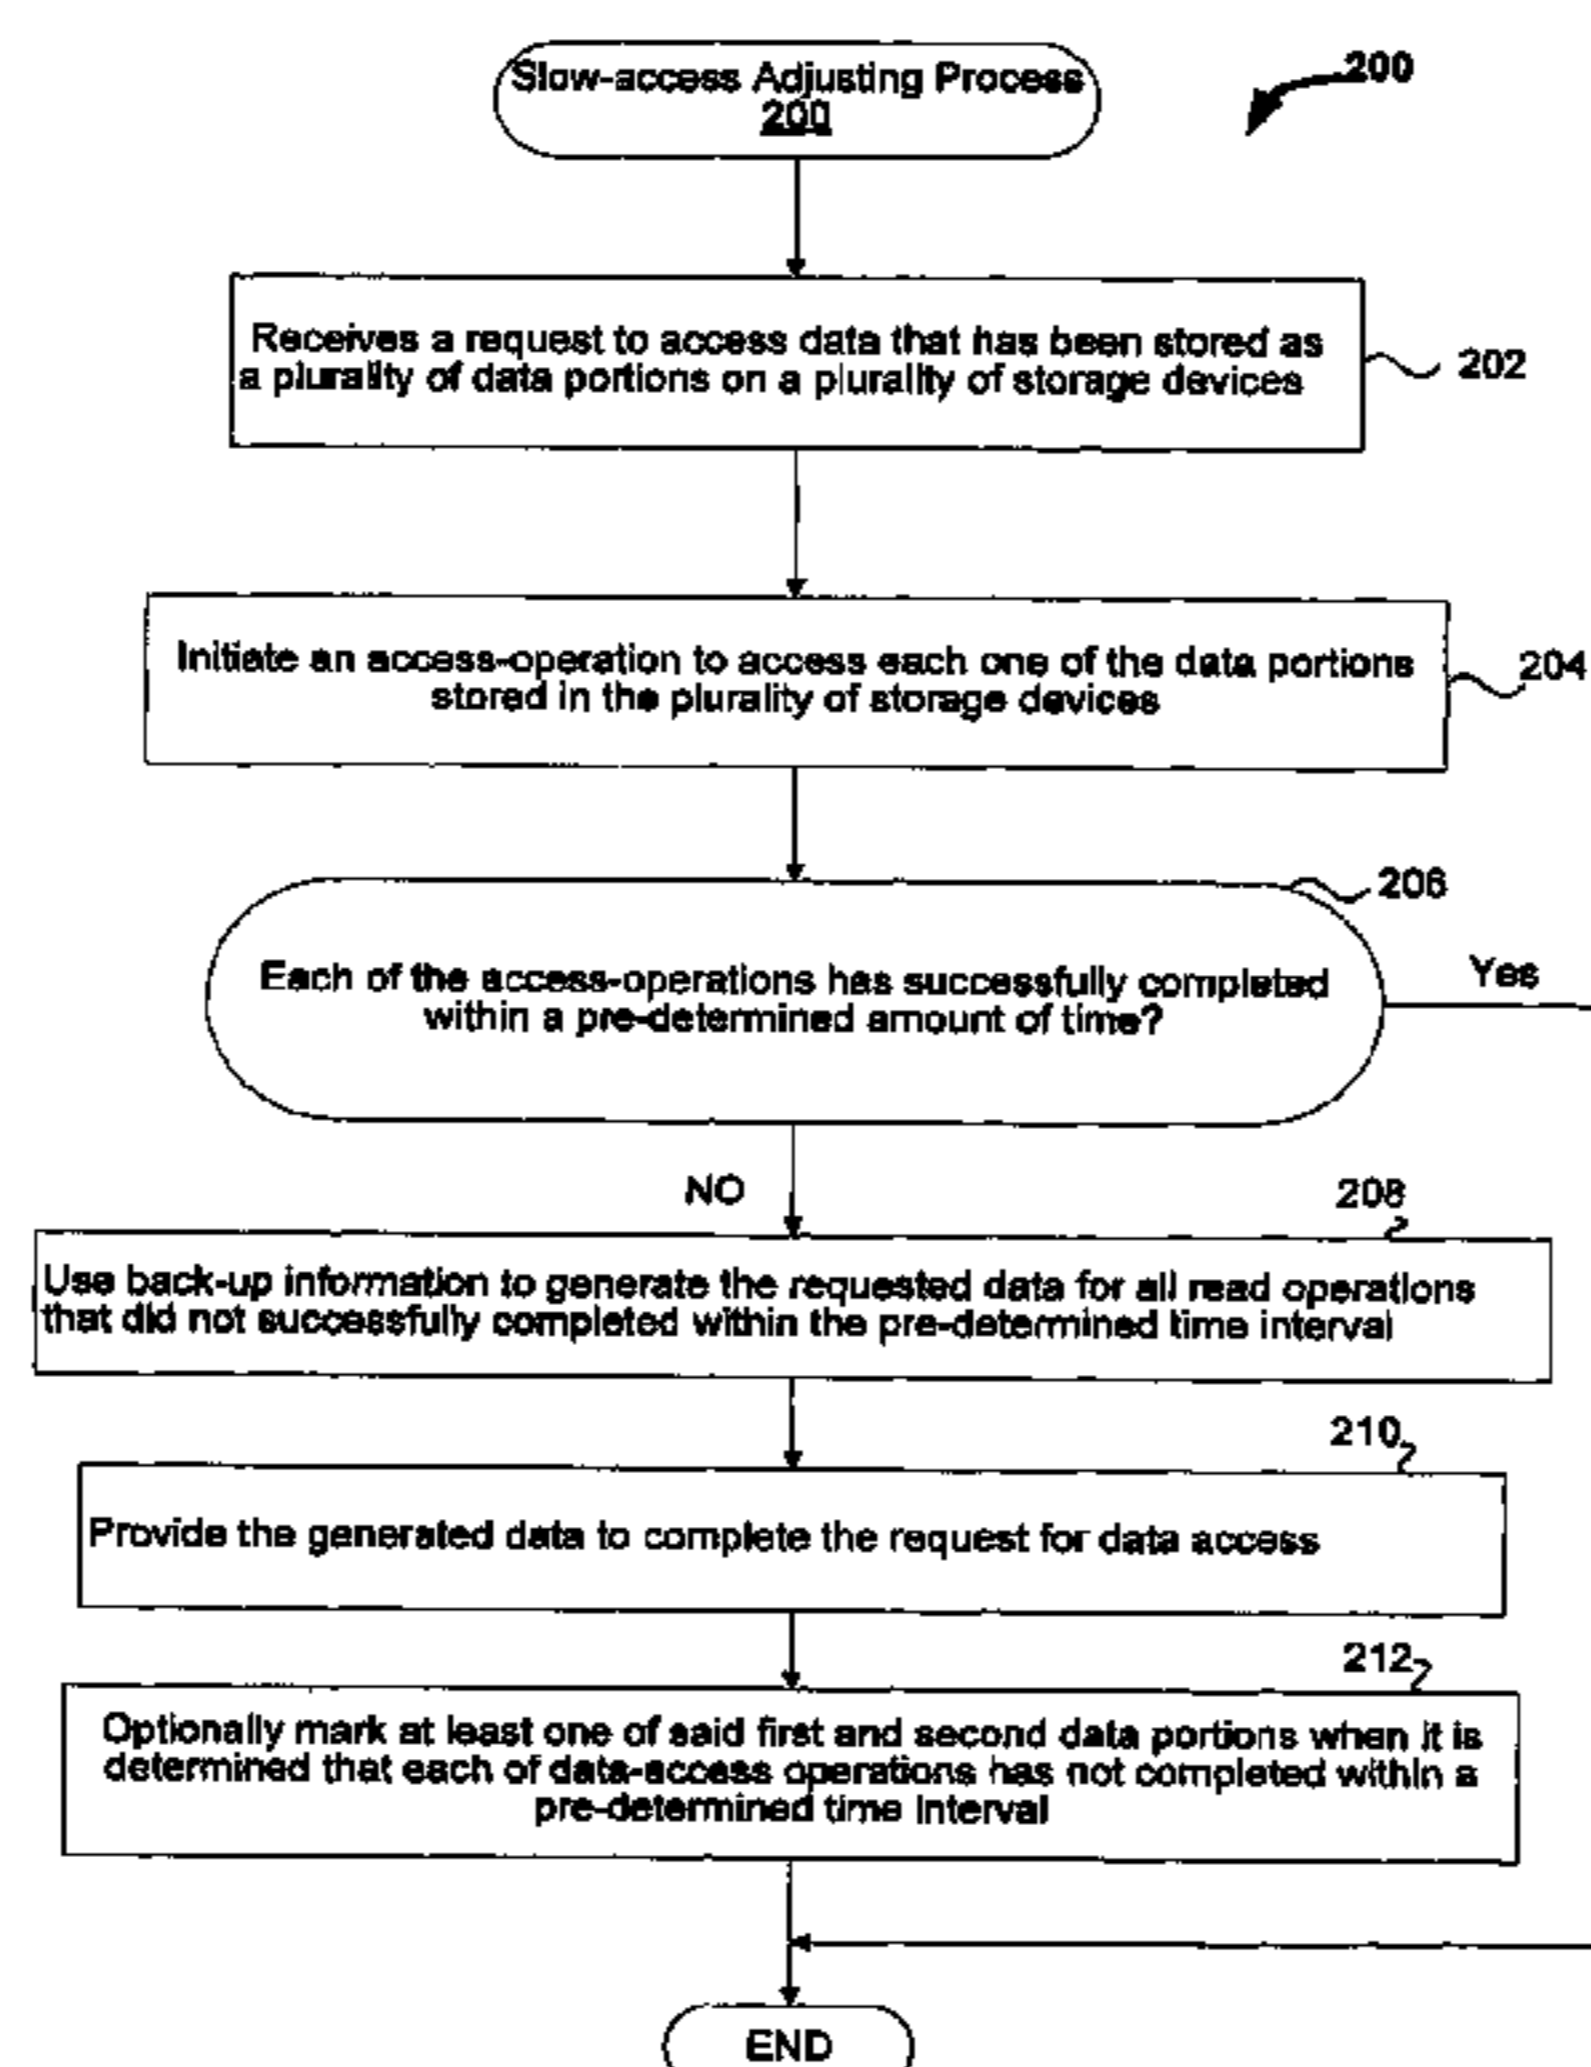 Slow-access Adjusting Process
200
200
Receives a request to access data that has been stored as
a plurality of data portions on a plurality of storage devices
202
Initiate an access-operation to access each one of the data portions
stored in the plurality of storage devices
204
206
Each of the access-operations has successfully completed
within a pre-determined amount of time?
Yes
NO
208
Use back-up information to generate the requested data for all read operations
that did not successfully completed within the pre-determined time interval
210
Provide the generated data to complete the request for data access
212
Optionally mark at least one of said first and second data portions when it is
determined that each of data-access operations has not completed within a
pre-determined time interval
END